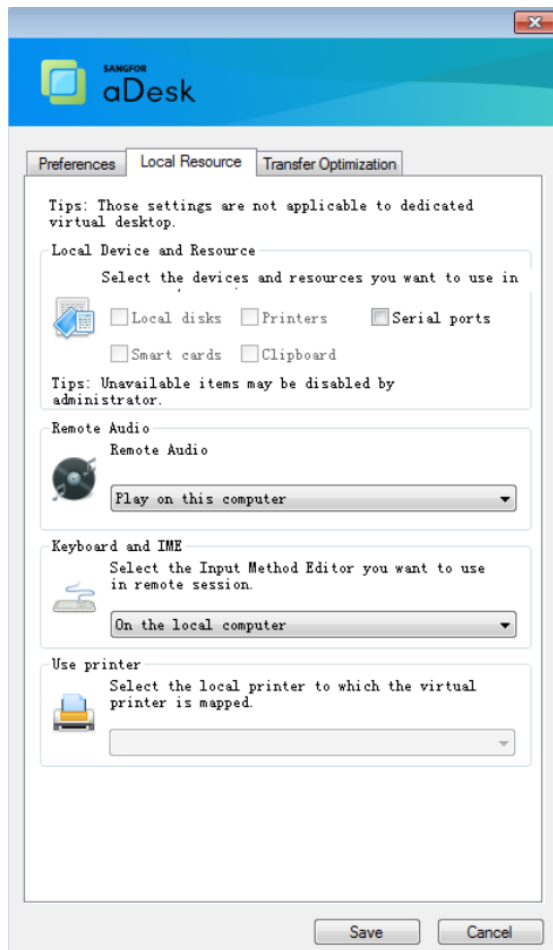 SANGFOR
aDesk
Preferences Local Resource Transfer Optimization
Tips: Those settings are not applicable to dedicated
virtual desktop.
Local Device and Resource
Select the devices and resources you want to use in
Local disks Printers Serial ports
Smart cards Clipboard
Tips: Unavailable items may be disabled by
administrator.
Remote Audio
Remote Audio
Play on this computer
Keyboard and IME
Select the Input Method Editor you want to use
in remote session.
On the local computer
Use printer
Select the local printer to which the virtual
printer is mapped.
Save Cancel